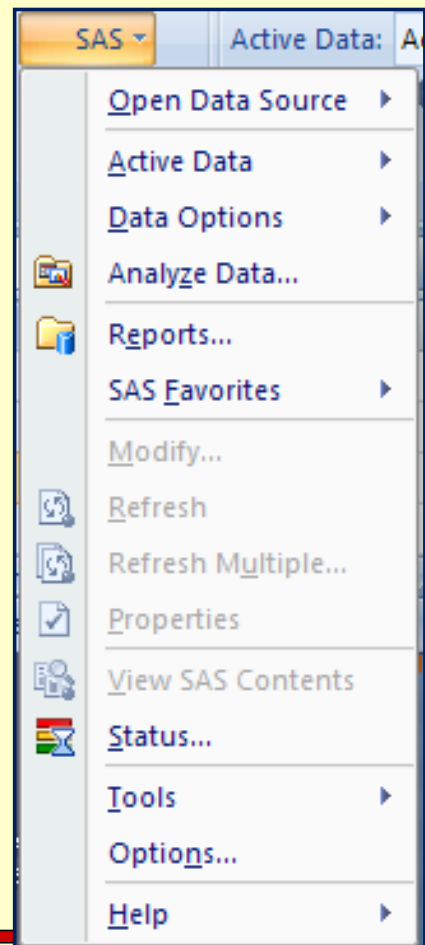 SAS Active Data: A
Open Data Source
Active Data
Data Options
Analyze Data...
Reports...
SAS Favorites
Modify...
Refresh
Refresh Multiple...
Properties
View SAS Contents
Status...
Tools
Options...
Help